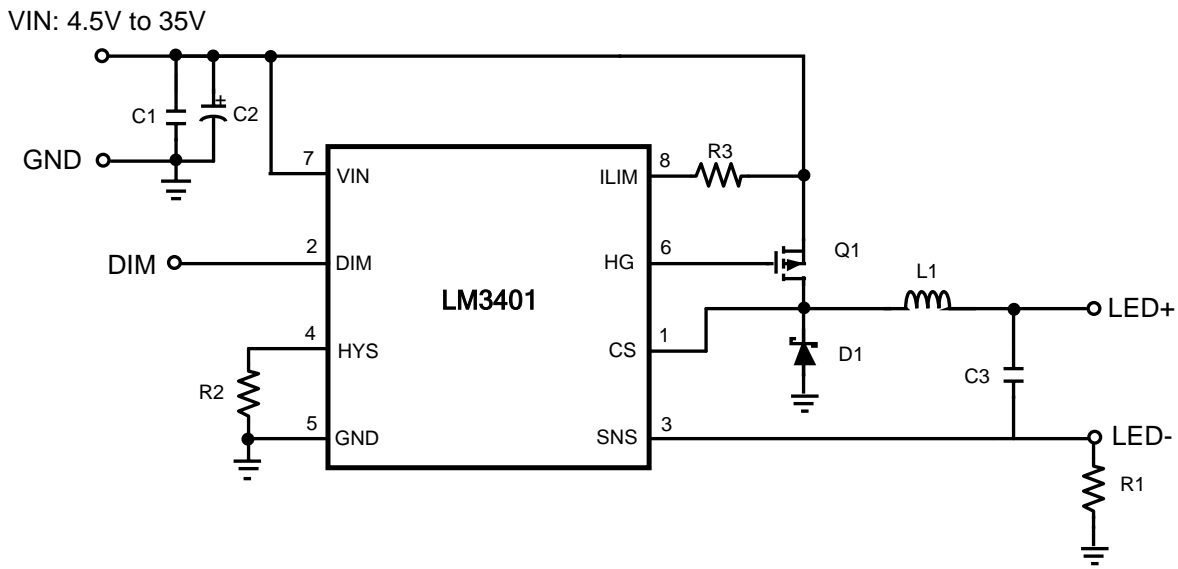 VIN: 4.5V to 35V
C1
+
C2
GND
7
VIN
8
ILIM
R3
DIM
2
DIM
6
HG
Q1
LM3401
L1
LED+
4
HYS
1
CS
D1
R2
C3
5
GND
3
SNS
LED-
R1